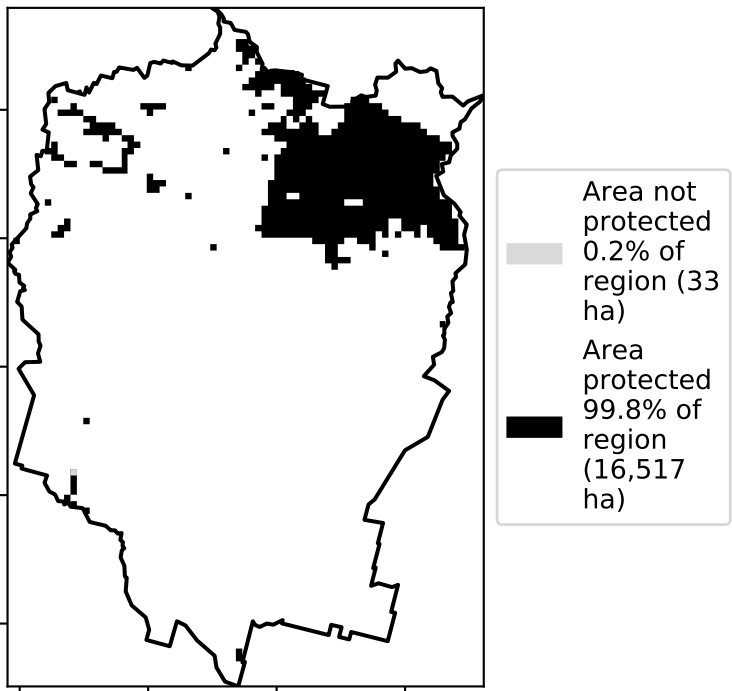 Area not
protected
0.2% of
region (33
ha)
Area
protected
99.8% of
region
(16,517
ha)